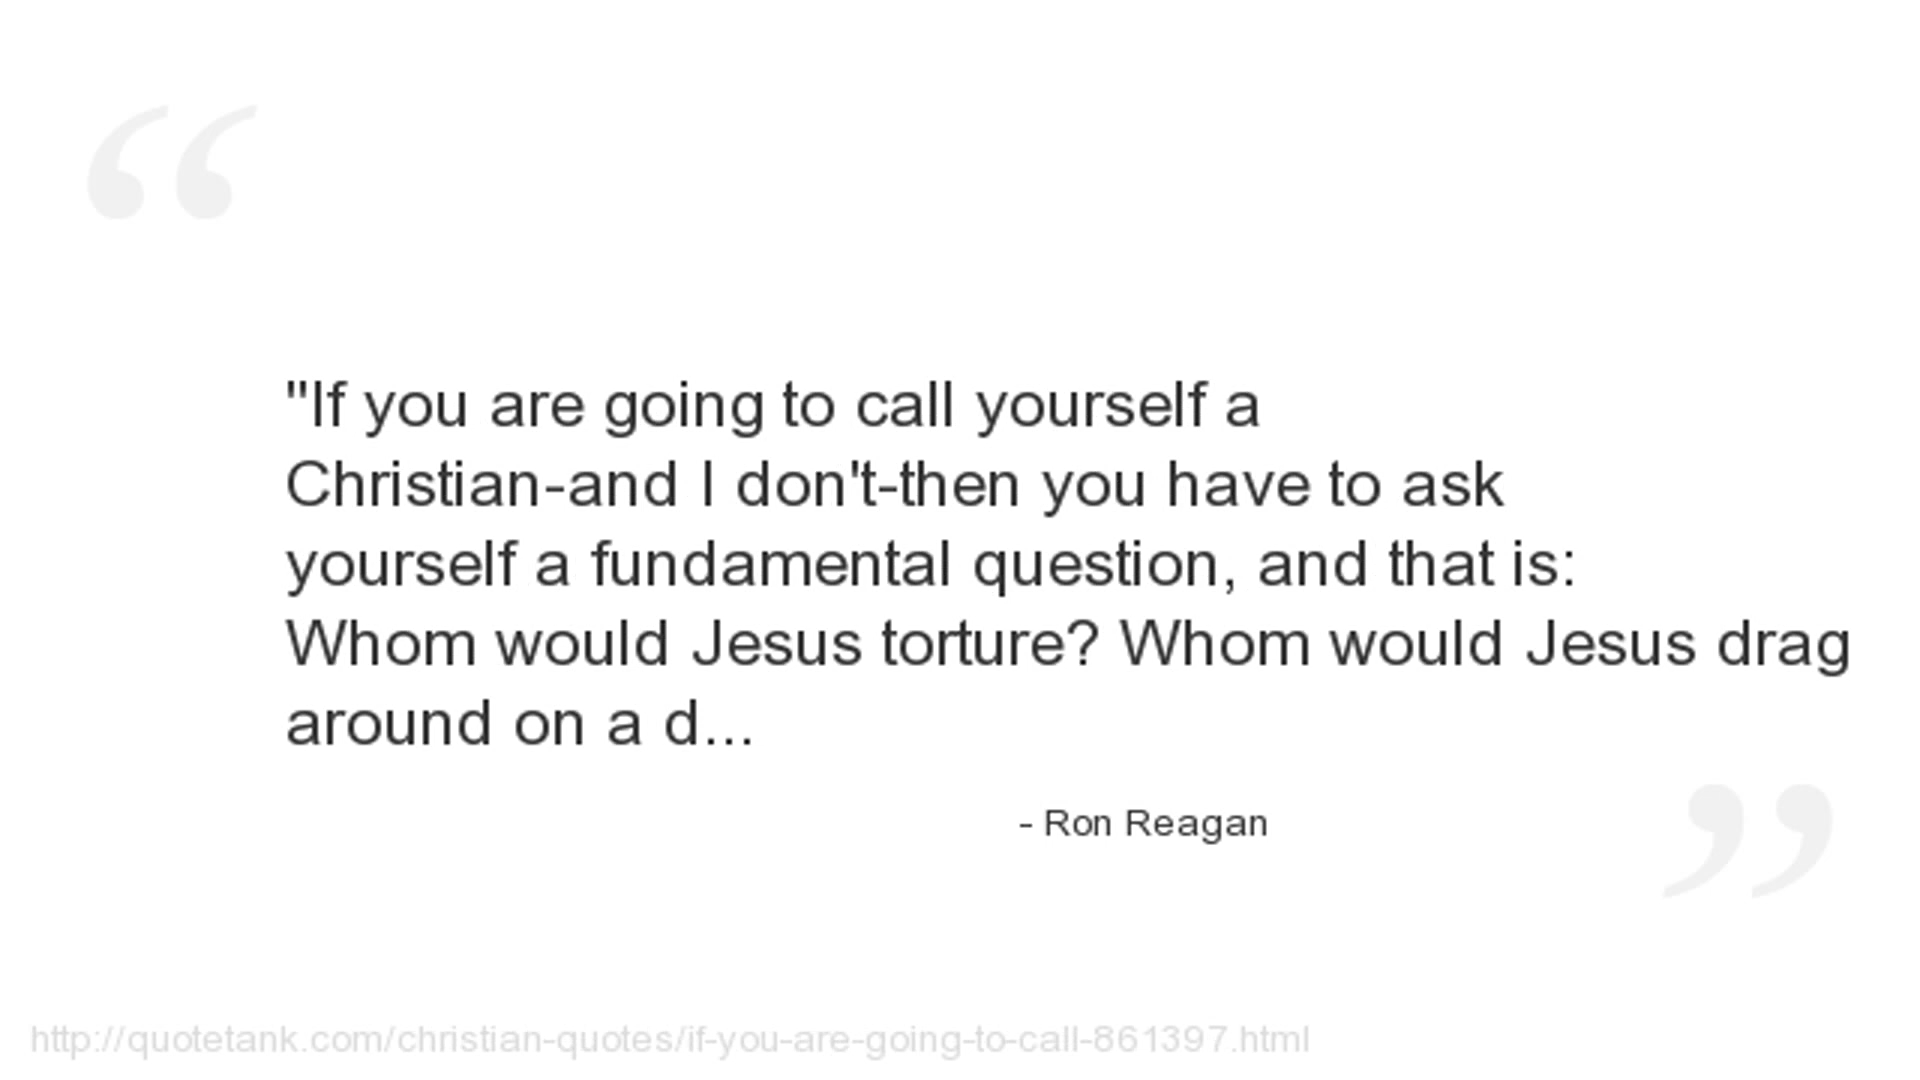 “
"If you are going to call yourself a
Christian-and I don't-then you have to ask
yourself a fundamental question, and that is:
Whom would Jesus torture? Whom would Jesus drag
around on a d...
- Ron Reagan
”
http://quotetank.com/christian-quotes/if-you-are-going-to-call-861397.html